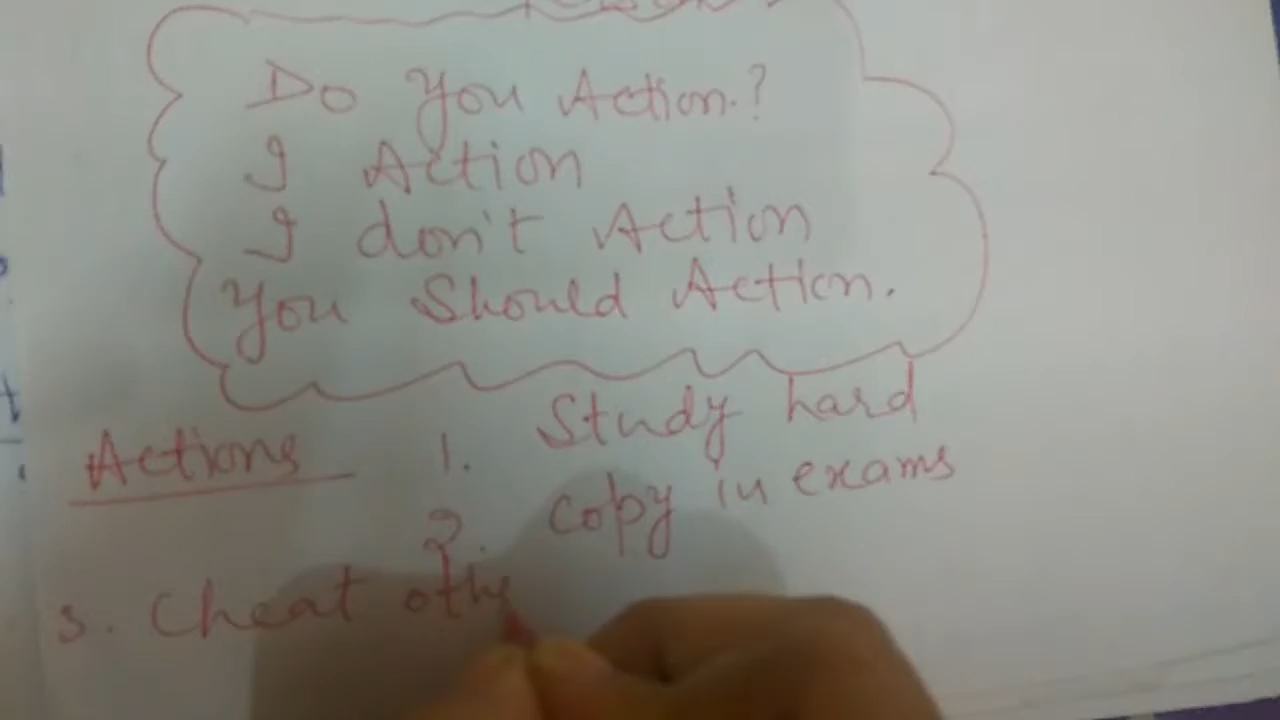 Do You Action.?
I Action
I don't Action
You Should Action.
Actions 1. Study hard
2. Copy in exams
3. Cheat othe